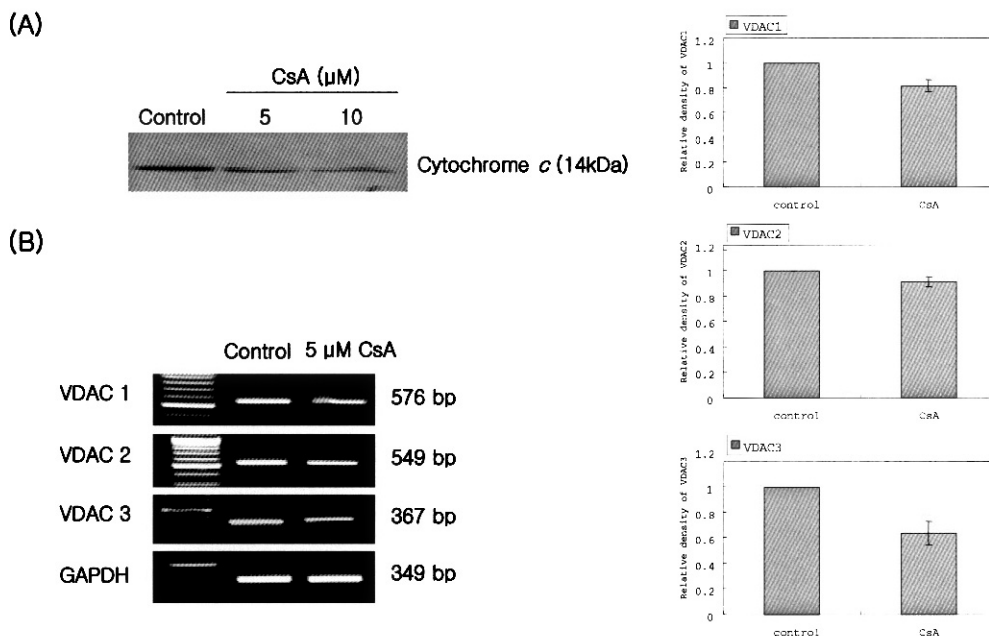 (A)
CsA (μM)
Control 5 10
Cytochrome c (14kDa)
(B)
Control 5 μM CsA
VDAC 1 576 bp
VDAC 2 549 bp
VDAC 3 367 bp
GAPDH 349 bp
VDAC1
Relative density of VDAC1
1.2
1
0.8
0.6
0.4
0.2
0
control CsA
VDAC2
Relative density of VDAC2
1.2
1
0.8
0.6
0.4
0.2
0
control CsA
VDAC3
Relative density of VDAC3
1.2
1
0.8
0.6
0.4
0.2
0
control CsA